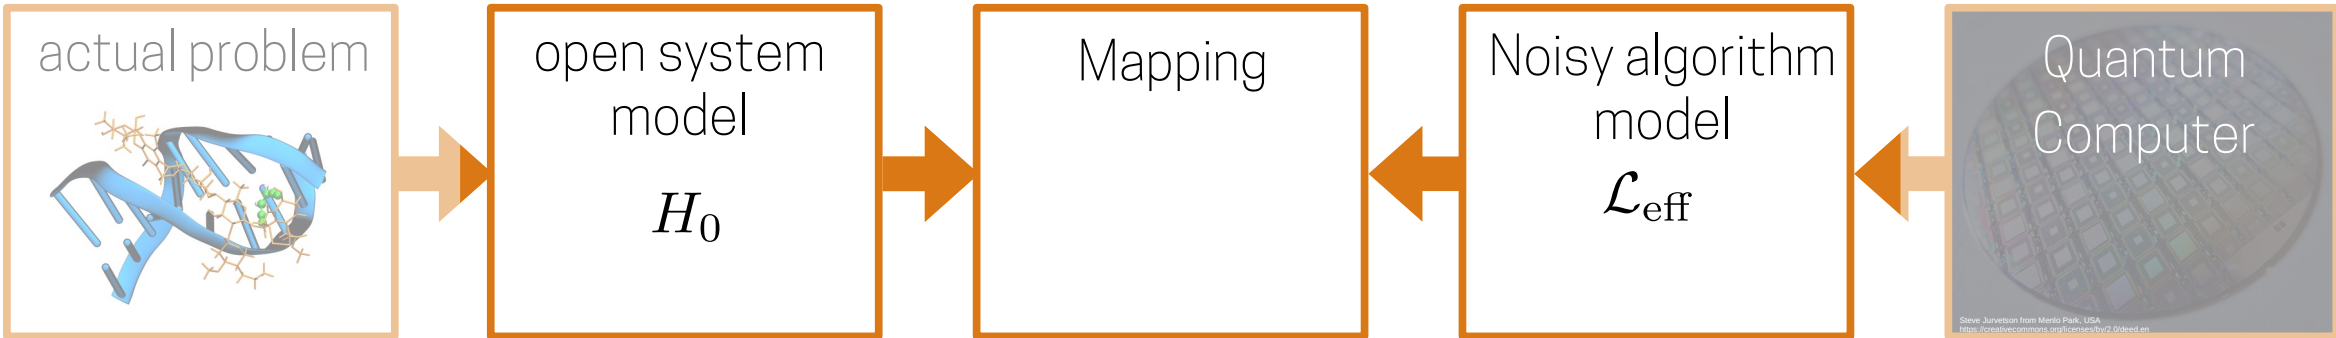 actual problem
open system
model
H₀
Mapping
Noisy algorithm
model
ℒ_eff
Quantum
Computer
Steve Jurvetson from Menlo Park, USA
https://creativecommons.org/licenses/by/2.0/deed.en